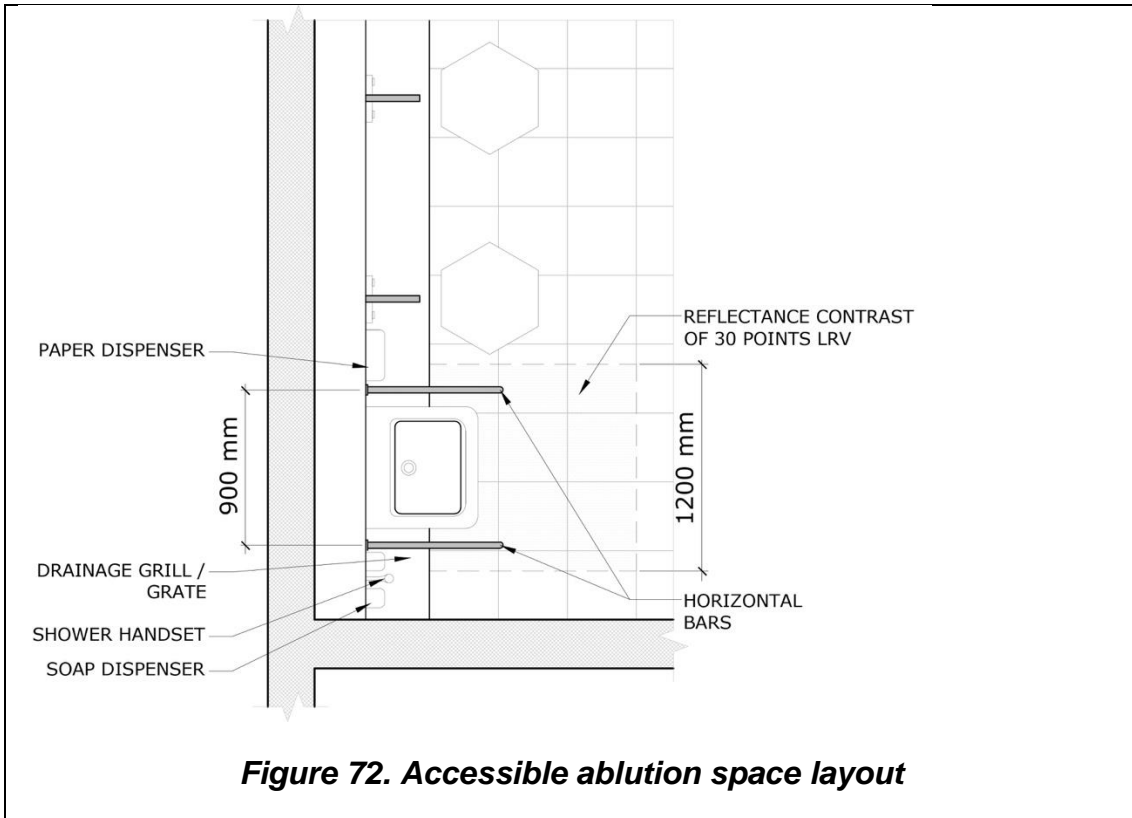 REFLECTANCE CONTRAST
OF 30 POINTS LRV
PAPER DISPENSER
900 mm
1200 mm
DRAINAGE GRILL /
GRATE
HORIZONTAL
BARS
SHOWER HANDSET
SOAP DISPENSER
Figure 72. Accessible ablution space layout